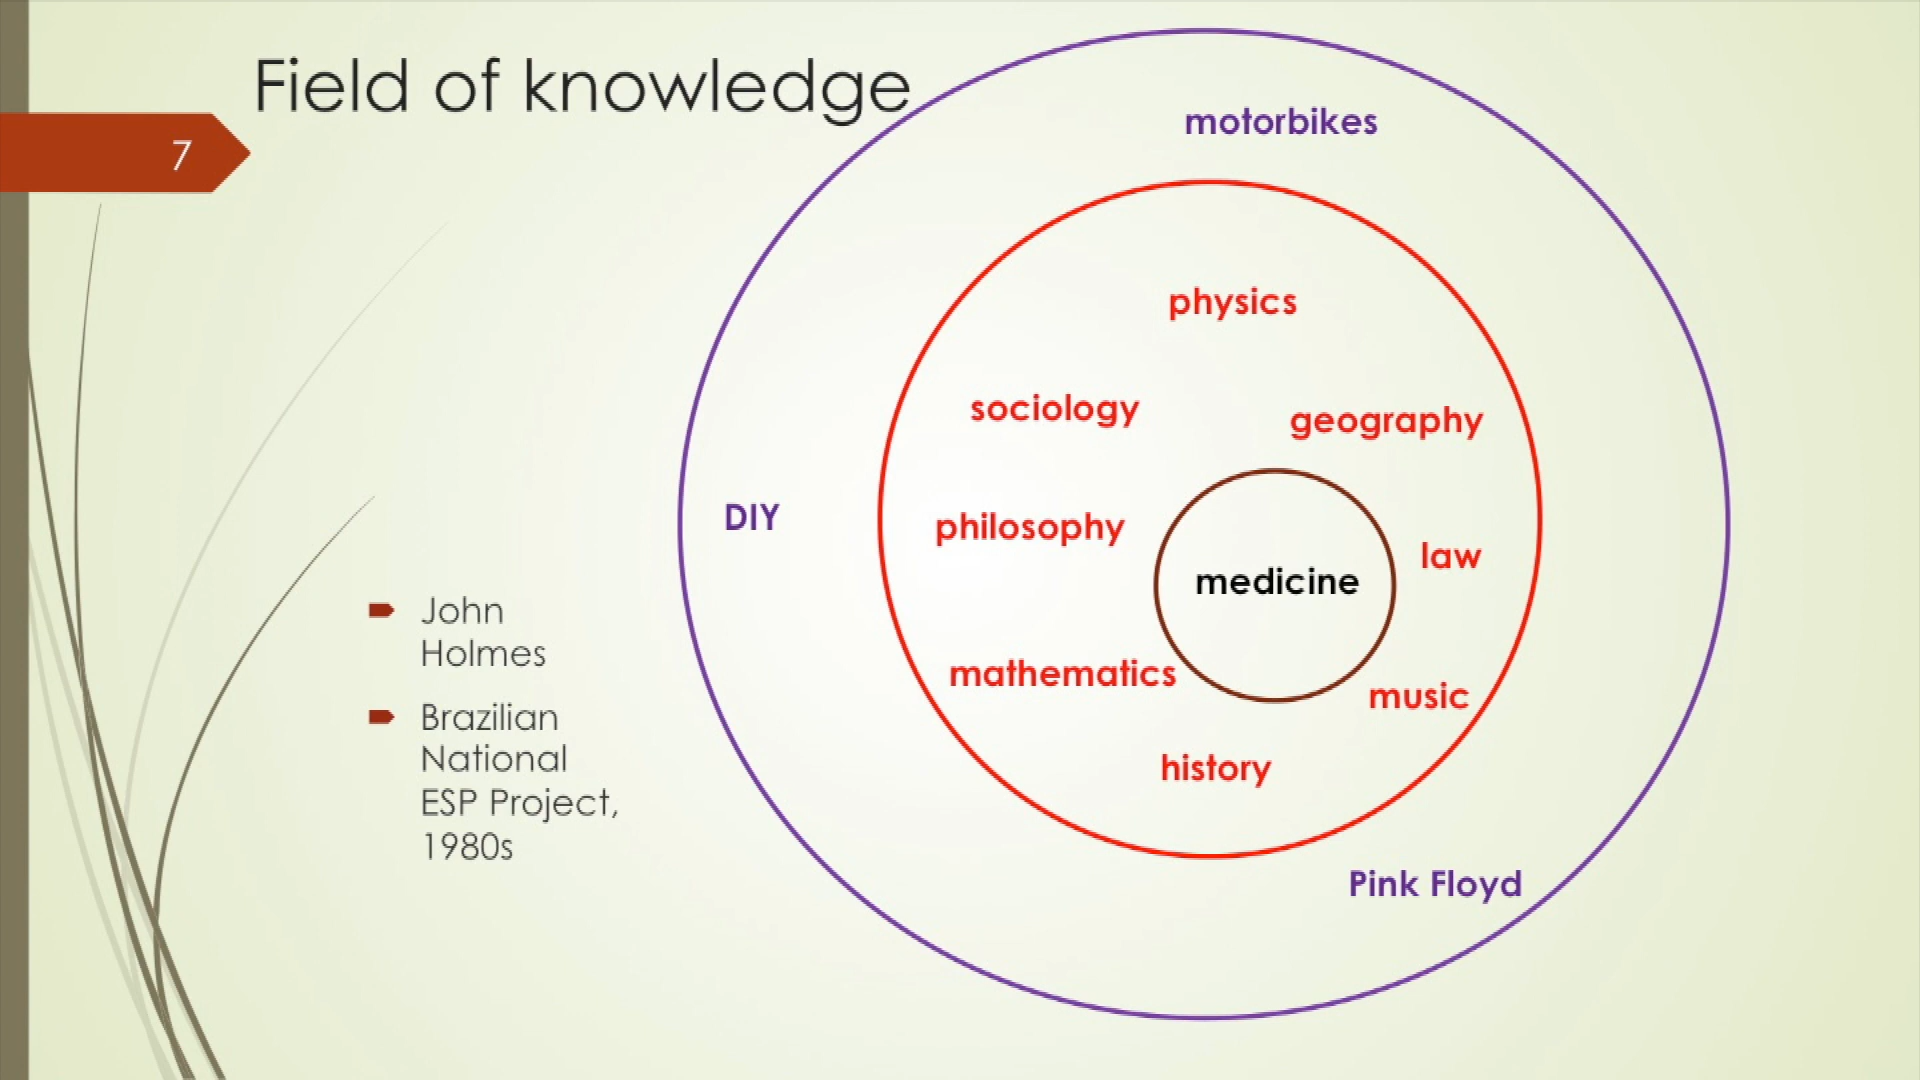 Field of knowledge
7
motorbikes
physics
sociology
geography
DIY
philosophy
law
medicine
mathematics
music
history
Pink Floyd
John
Holmes
Brazilian
National
ESP Project,
1980s